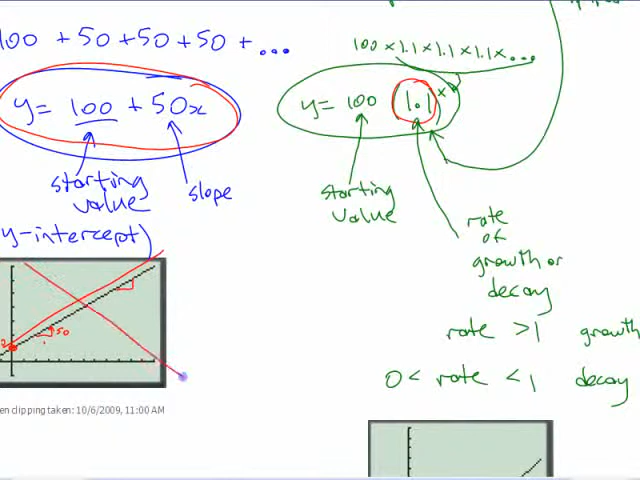 100 + 50 + 50 + 50 + ...
y = 100 + 50x
starting
value
slope
y-intercept)
50
en clipping taken: 10/6/2009, 11:00 AM
100 x 1.1 x 1.1 x 1.1 x ...
y = 100 (1.1)^x
starting
value
rate
of
growth or
decay
rate > 1 growth
0 < rate < 1 decay